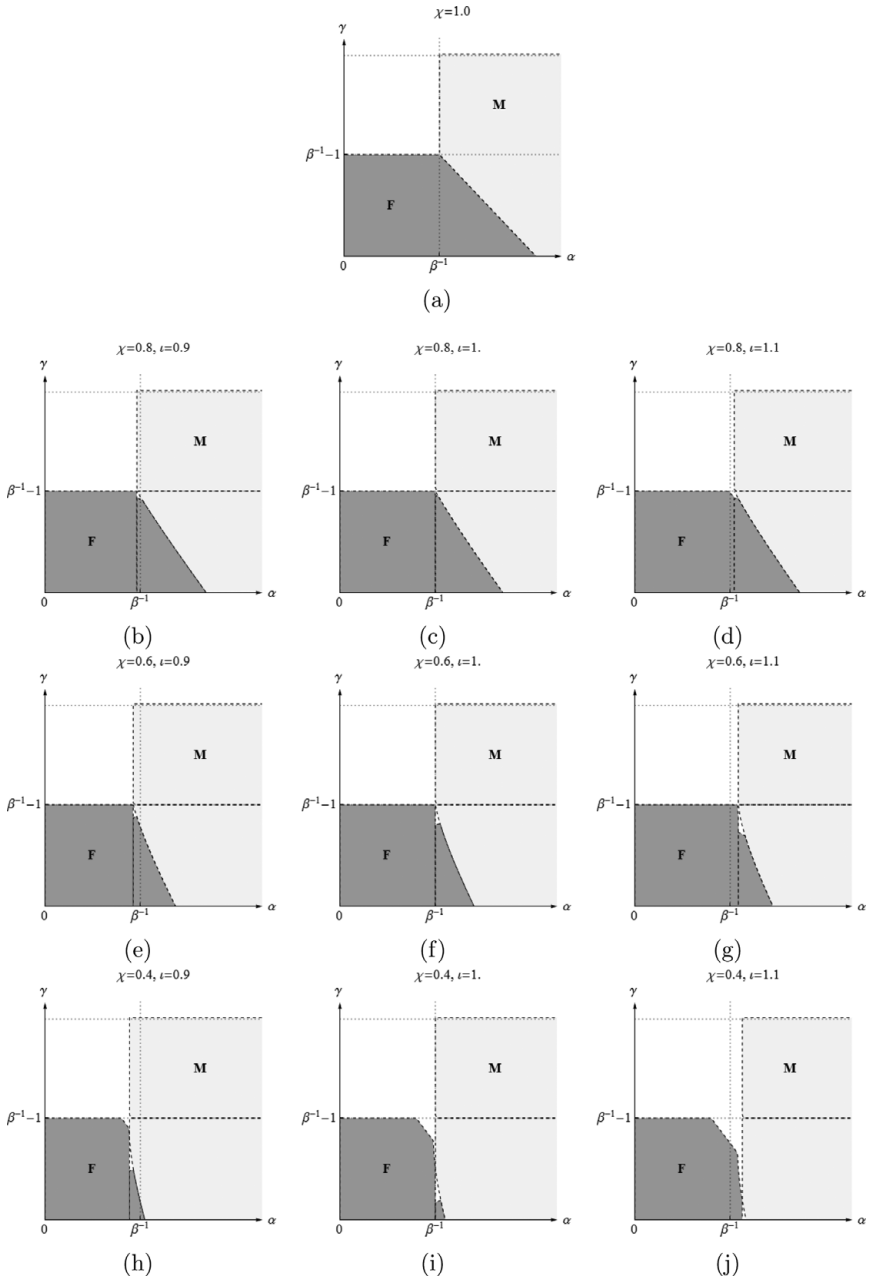 χ=1.0
γ
M
β⁻¹−1
F
0
β⁻¹
α
(a)
χ=0.8, ι=0.9
χ=0.8, ι=1.
χ=0.8, ι=1.1
γ
γ
γ
M
M
M
β⁻¹−1
β⁻¹−1
β⁻¹−1
F
F
F
0
β⁻¹
α
0
β⁻¹
α
0
β⁻¹
α
(b)
(c)
(d)
χ=0.6, ι=0.9
χ=0.6, ι=1.
χ=0.6, ι=1.1
γ
γ
γ
M
M
M
β⁻¹−1
β⁻¹−1
β⁻¹−1
F
F
F
0
β⁻¹
α
0
β⁻¹
α
0
β⁻¹
α
(e)
(f)
(g)
χ=0.4, ι=0.9
χ=0.4, ι=1.
χ=0.4, ι=1.1
γ
γ
γ
M
M
M
β⁻¹−1
β⁻¹−1
β⁻¹−1
F
F
F
0
β⁻¹
α
0
β⁻¹
α
0
β⁻¹
α
(h)
(i)
(j)